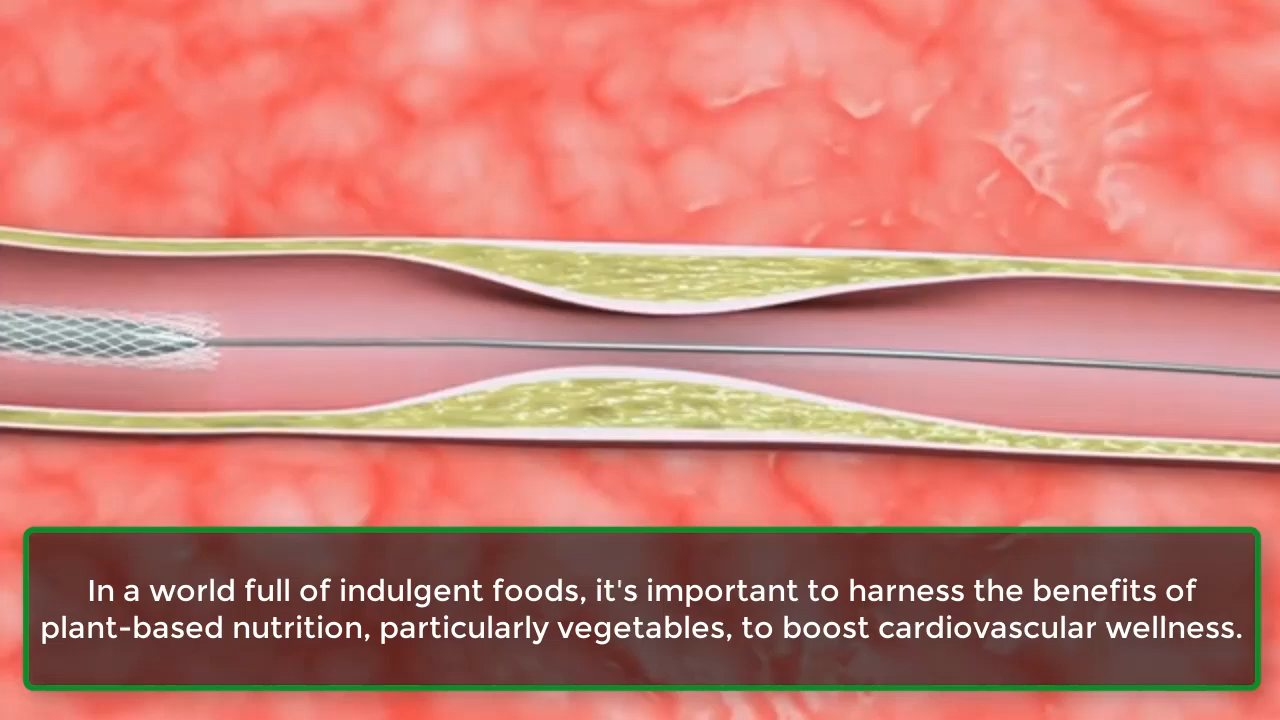 In a world full of indulgent foods, it's important to harness the benefits of
plant-based nutrition, particularly vegetables, to boost cardiovascular wellness.